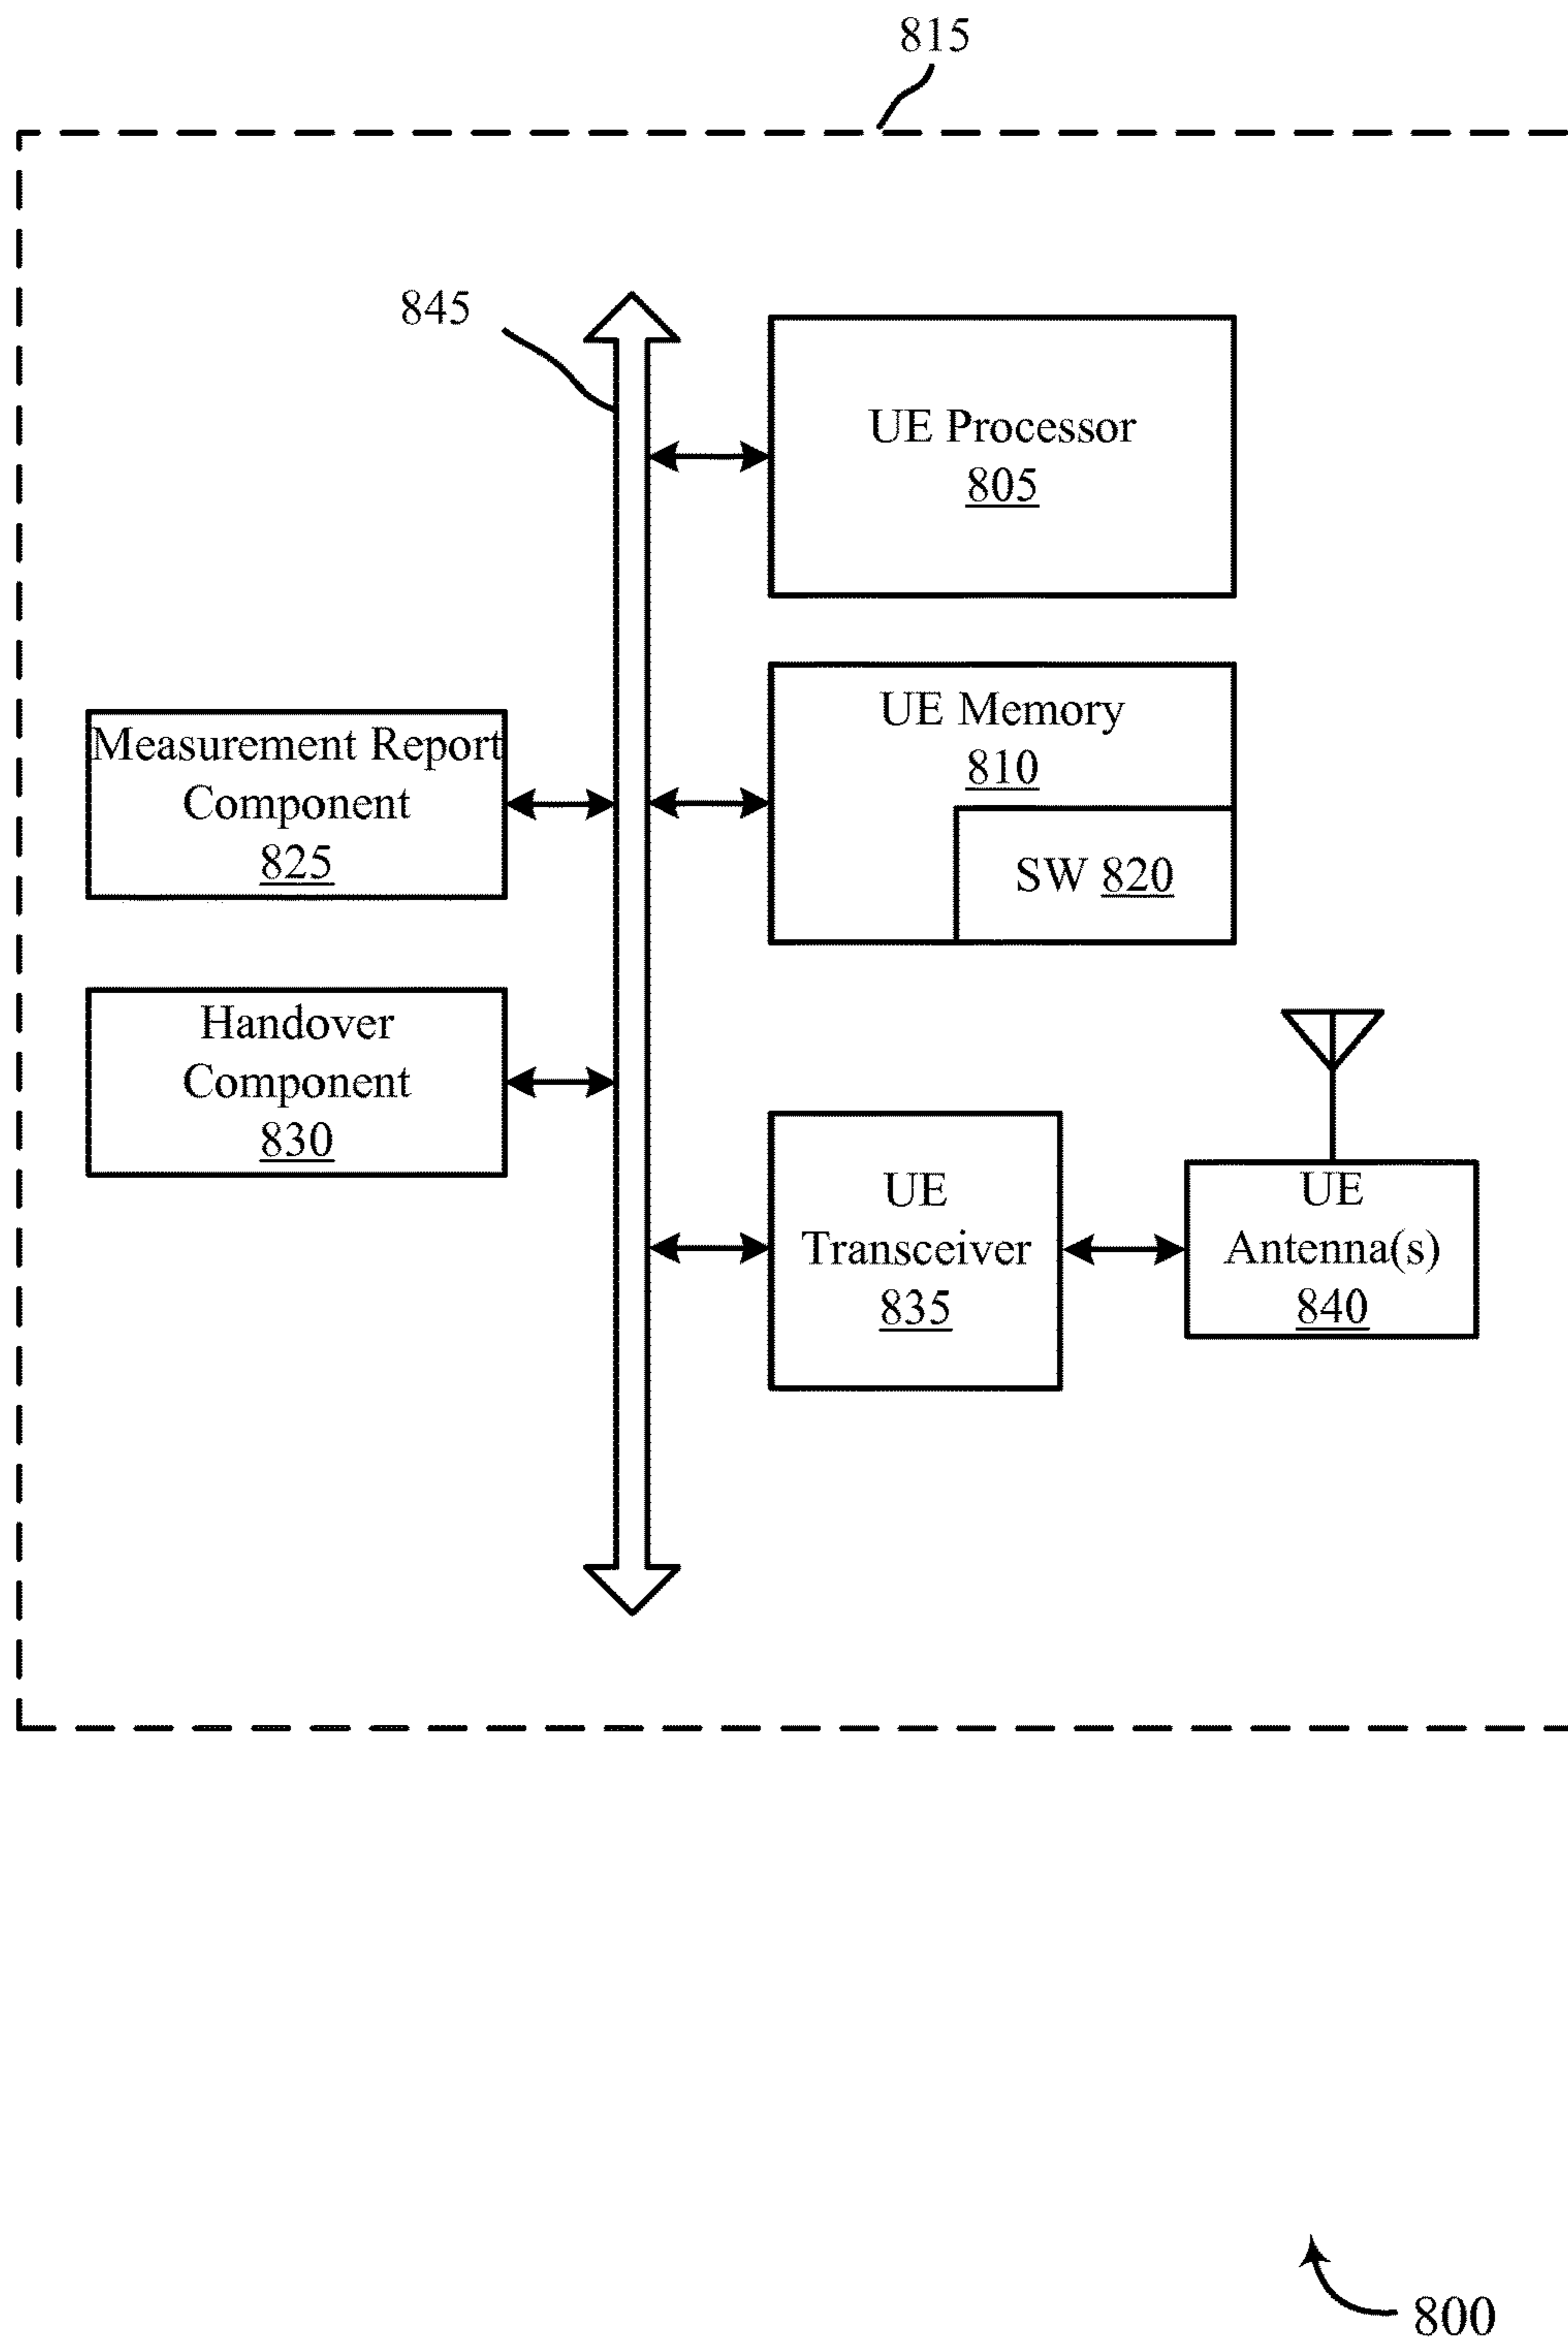 815
845
UE Processor
805
UE Memory
810
SW 820
Measurement Report
Component
825
Handover
Component
830
UE
Transceiver
835
UE
Antenna(s)
840
800